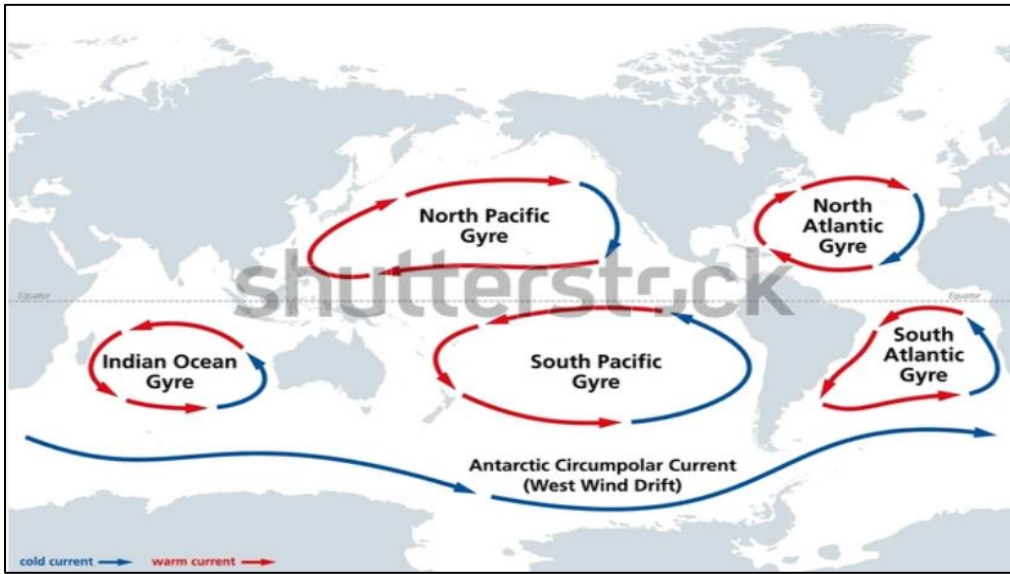 North Pacific
Gyre
North
Atlantic
Gyre
shutterstock
Equator
Equator
Indian Ocean
Gyre
South Pacific
Gyre
South
Atlantic
Gyre
Antarctic Circumpolar Current
(West Wind Drift)
cold current
warm current